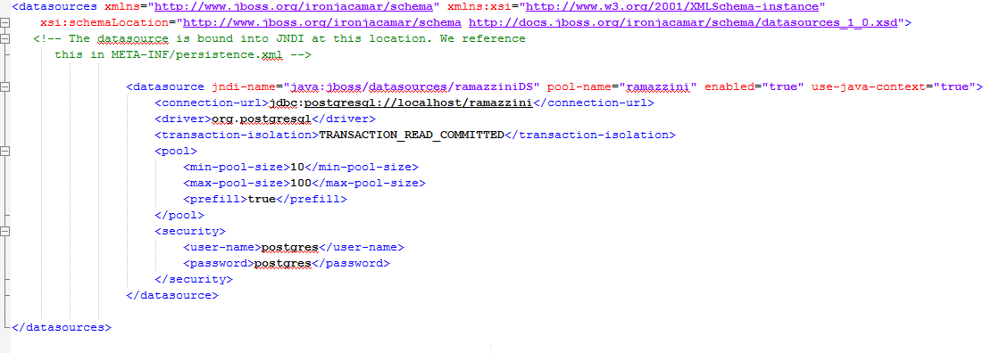 <datasources xmlns="http://www.jboss.org/ironjacamar/schema" xmlns:xsi="http://www.w3.org/2001/XMLSchema-instance"
xsi:schemaLocation="http://www.jboss.org/ironjacamar/schema http://docs.jboss.org/ironjacamar/schema/datasources_1_0.xsd">
<!-- The datasource is bound into JNDI at this location. We reference
this in META-INF/persistence.xml -->
<datasource jndi-name="java:jboss/datasources/ramazziniDS" pool-name="ramazzini" enabled="true" use-java-context="true">
<connection-url>jdbc:postgresql://localhost/ramazzini</connection-url>
<driver>org.postgresql</driver>
<transaction-isolation>TRANSACTION_READ_COMMITTED</transaction-isolation>
<pool>
<min-pool-size>10</min-pool-size>
<max-pool-size>100</max-pool-size>
<prefill>true</prefill>
</pool>
<security>
<user-name>postgres</user-name>
<password>postgres</password>
</security>
</datasource>
</datasources>